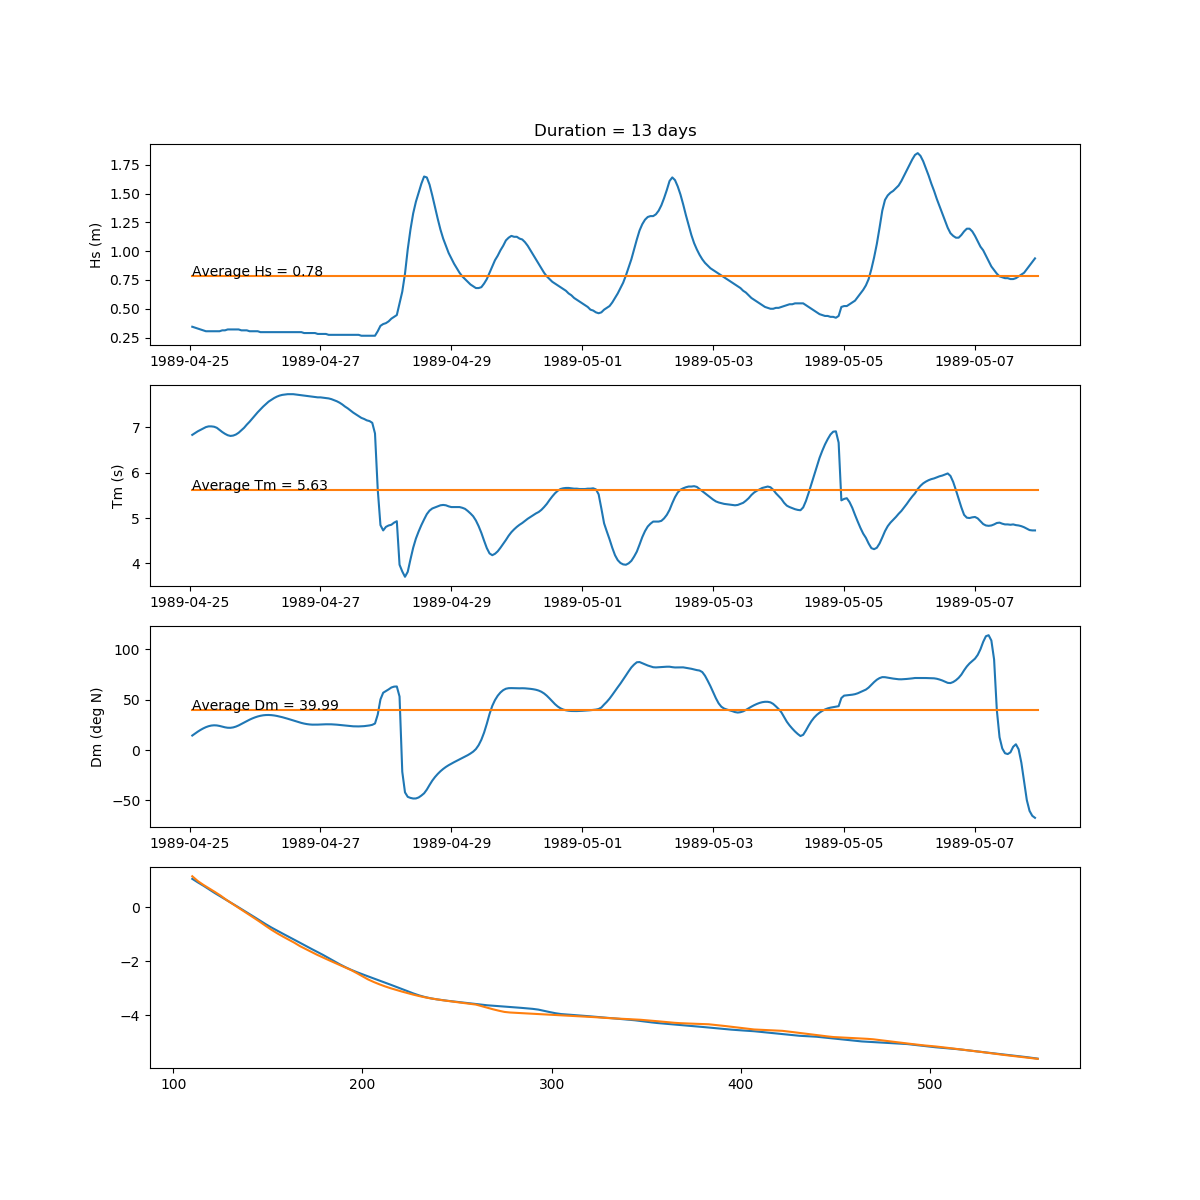 Duration = 13 days
Hs (m)
1.75
1.50
1.25
1.00
0.75
0.50
0.25
Average Hs = 0.78
1989-04-25 1989-04-27 1989-04-29 1989-05-01 1989-05-03 1989-05-05 1989-05-07
Tm (s)
7
6
5
4
Average Tm = 5.63
1989-04-25 1989-04-27 1989-04-29 1989-05-01 1989-05-03 1989-05-05 1989-05-07
Dm (deg N)
100
50
0
−50
Average Dm = 39.99
1989-04-25 1989-04-27 1989-04-29 1989-05-01 1989-05-03 1989-05-05 1989-05-07
0
−2
−4
100 200 300 400 500